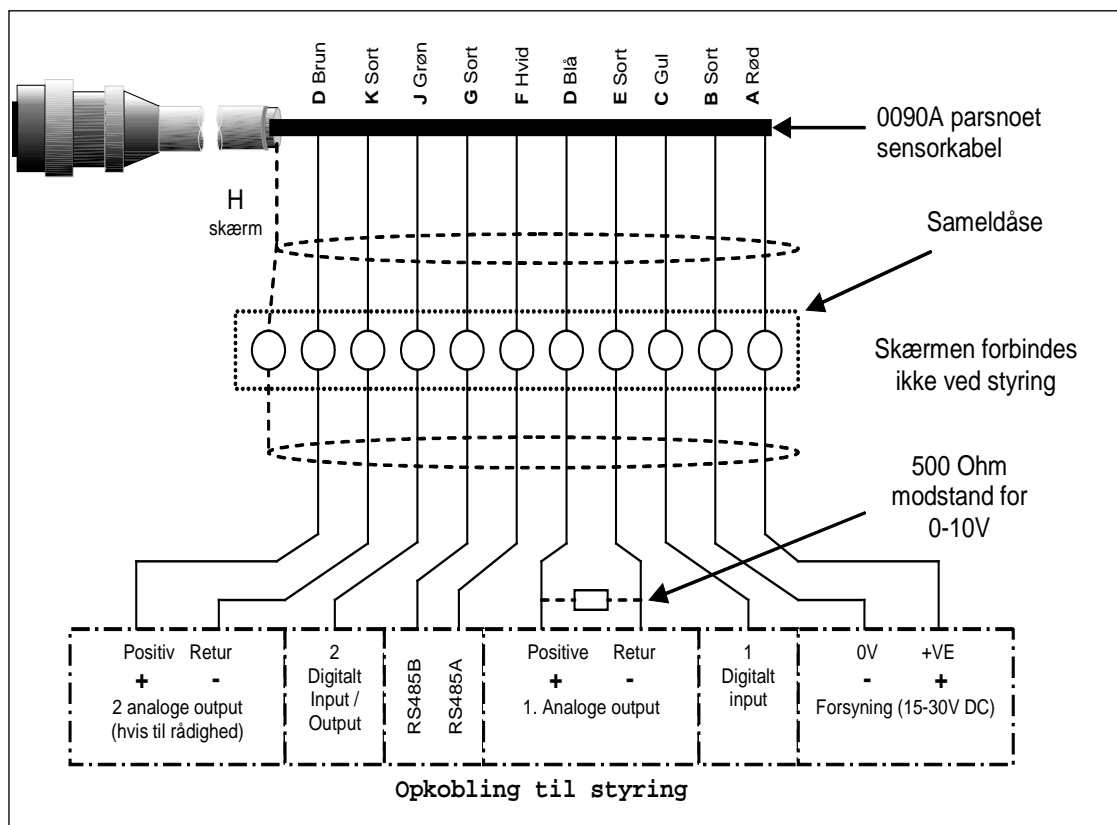 D Brun
K Sort
J Grøn
G Sort
F Hvid
D Blå
E Sort
C Gul
B Sort
A Rød
0090A parsnoet
sensorkabel
H
skærm
Sameldåse
Skærmen forbindes
ikke ved styring
500 Ohm
modstand for
0-10V
Positiv Retur
+ -
2 analoge output
(hvis til rådighed)
2
Digitalt
Input /
Output
RS485B
RS485A
Positive Retur
+ -
1. Analoge output
1
Digitalt
input
0V +VE
- +
Forsyning (15-30V DC)
Opkobling til styring